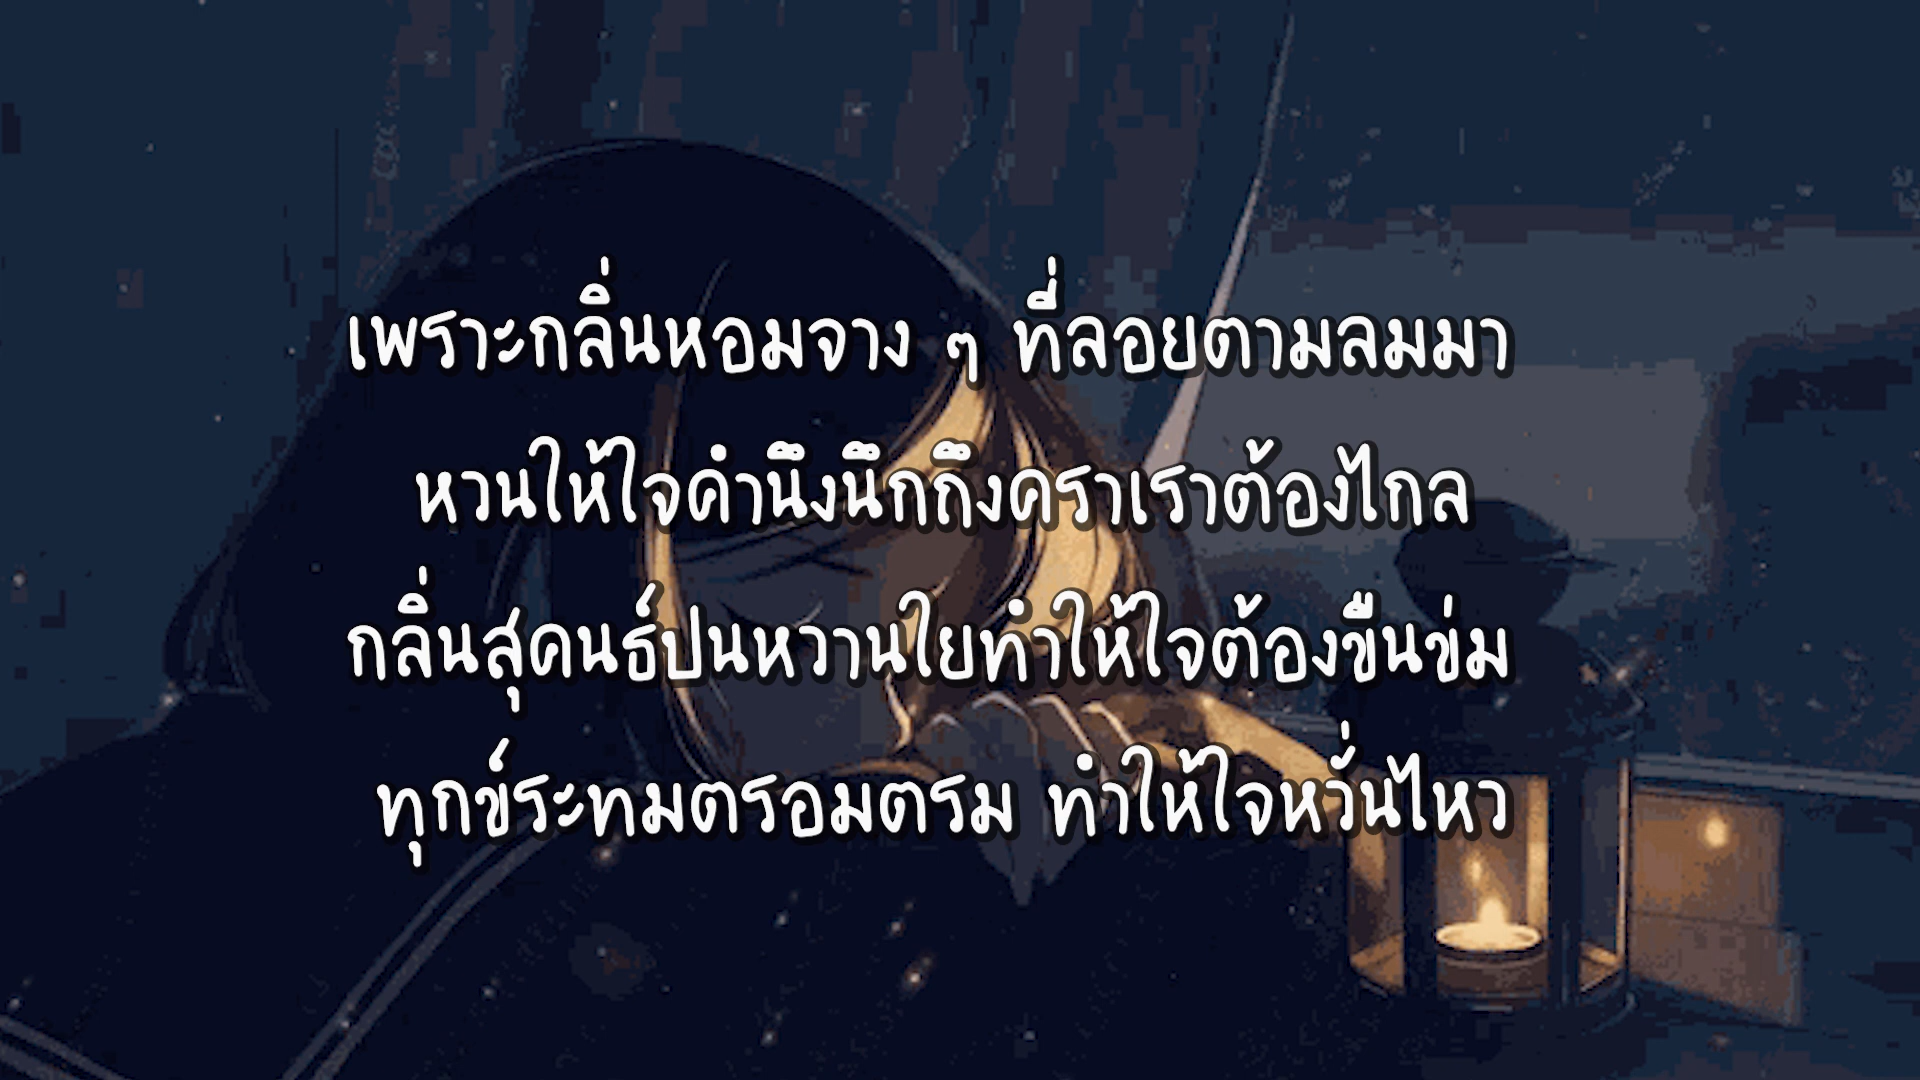 เพราะกลิ่นหอมจาง ๆ ที่ลอยตามลมมา
หวนให้ใจคำนึงนึกถึงคราเราต้องไกล
กลิ่นสุคนธ์ปนหวานใยทำให้ใจต้องขืนข่ม
ทุกข์ระทมตรอมตรม ทำให้ใจหวั่นไหว